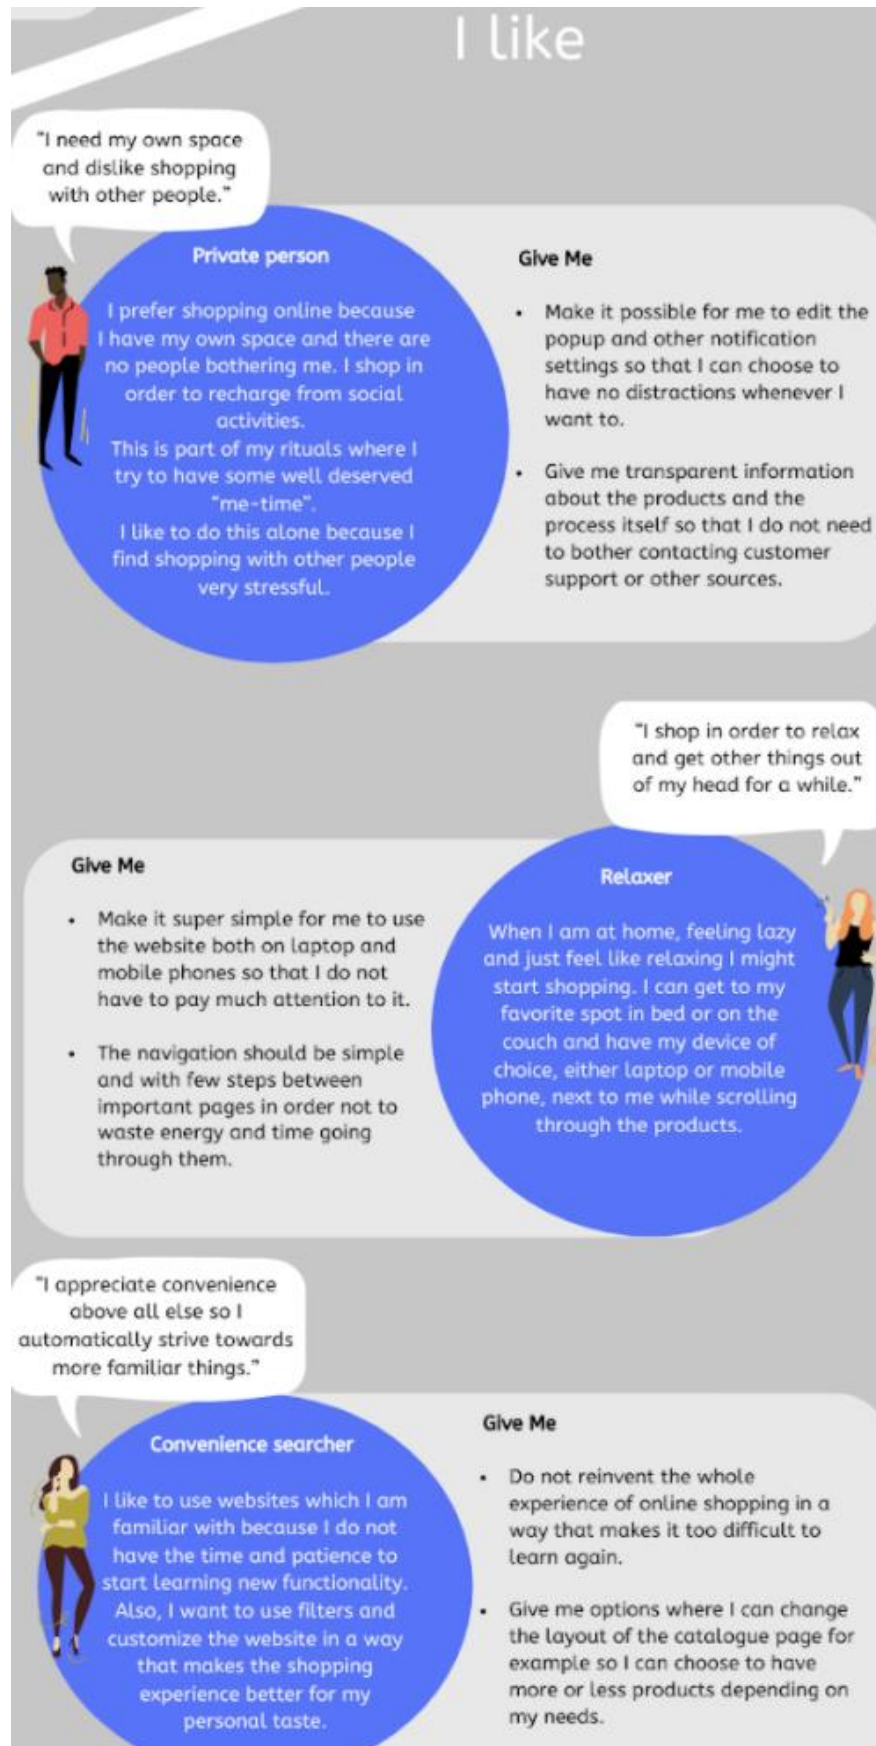 I like
"I need my own space
and dislike shopping
with other people."
Private person
I prefer shopping online because
I have my own space and there are
no people bothering me. I shop in
order to recharge from social
activities.
This is part of my rituals where I
try to have some well deserved
"me-time".
I like to do this alone because I
find shopping with other people
very stressful.
Give Me
• Make it possible for me to edit the
popup and other notification
settings so that I can choose to
have no distractions whenever I
want to.
• Give me transparent information
about the products and the
process itself so that I do not need
to bother contacting customer
support or other sources.
"I shop in order to relax
and get other things out
of my head for a while."
Give Me
• Make it super simple for me to use
the website both on laptop and
mobile phones so that I do not
have to pay much attention to it.
• The navigation should be simple
and with few steps between
important pages in order not to
waste energy and time going
through them.
Relaxer
When I am at home, feeling lazy
and just feel like relaxing I might
start shopping. I can get to my
favorite spot in bed or on the
couch and have my device of
choice, either laptop or mobile
phone, next to me while scrolling
through the products.
"I appreciate convenience
above all else so I
automatically strive towards
more familiar things."
Convenience searcher
I like to use websites which I am
familiar with because I do not
have the time and patience to
start learning new functionality.
Also, I want to use filters and
customize the website in a way
that makes the shopping
experience better for my
personal taste.
Give Me
• Do not reinvent the whole
experience of online shopping in a
way that makes it too difficult to
learn again.
• Give me options where I can change
the layout of the catalogue page for
example so I can choose to have
more or less products depending on
my needs.